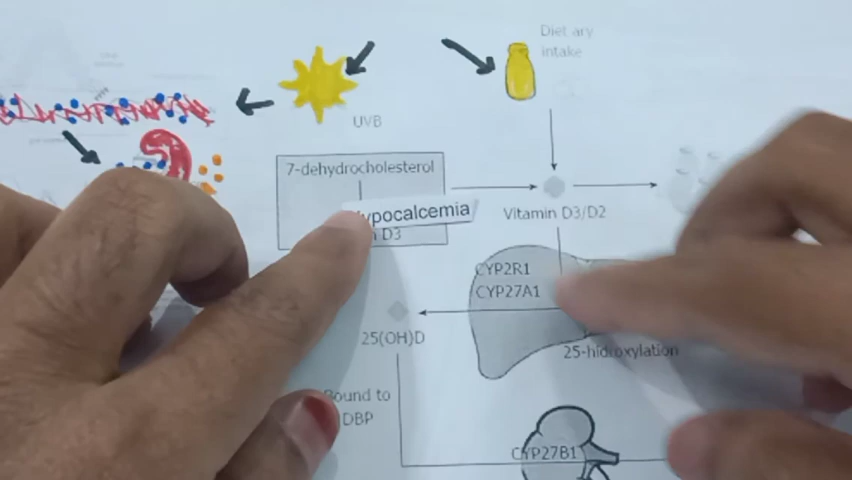 Diet ary
intake
UVB
7-dehydrocholesterol
ypocalcemia
n D3
Vitamin D3/D2
CYP2R1
CYP27A1
25(OH)D
25-hidroxylation
Bound to
DBP
CYP27B1